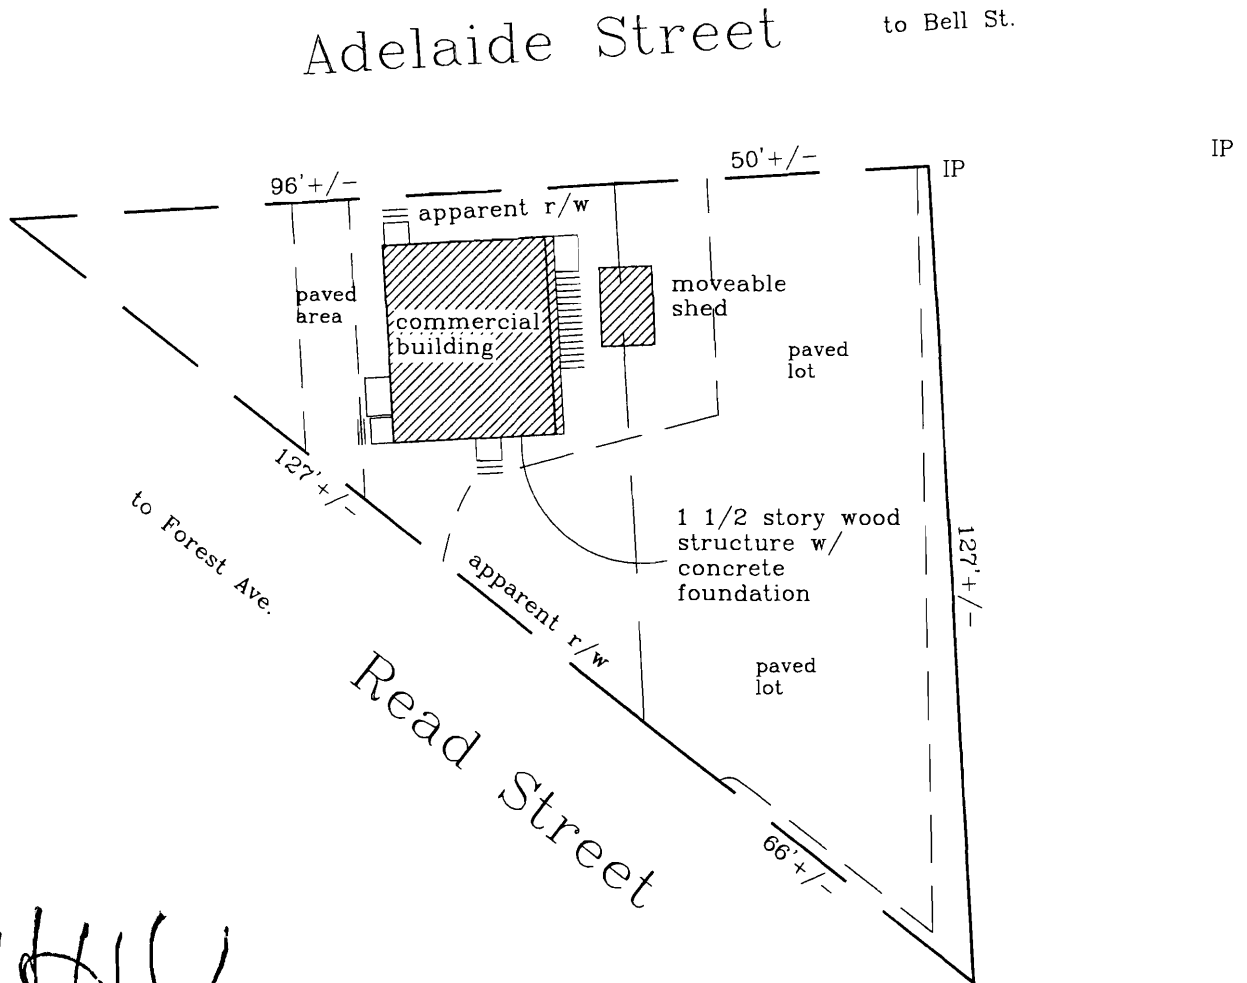 Adelaide Street
to Bell St.
IP
50'+/-
IP
96'+/-
apparent r/w
moveable
shed
paved
area
commercial
building
paved
lot
127'+/-
to Forest Ave.
1 1/2 story wood
structure w/
concrete
foundation
127'+/-
apparent r/w
paved
lot
Read Street
66'+/-